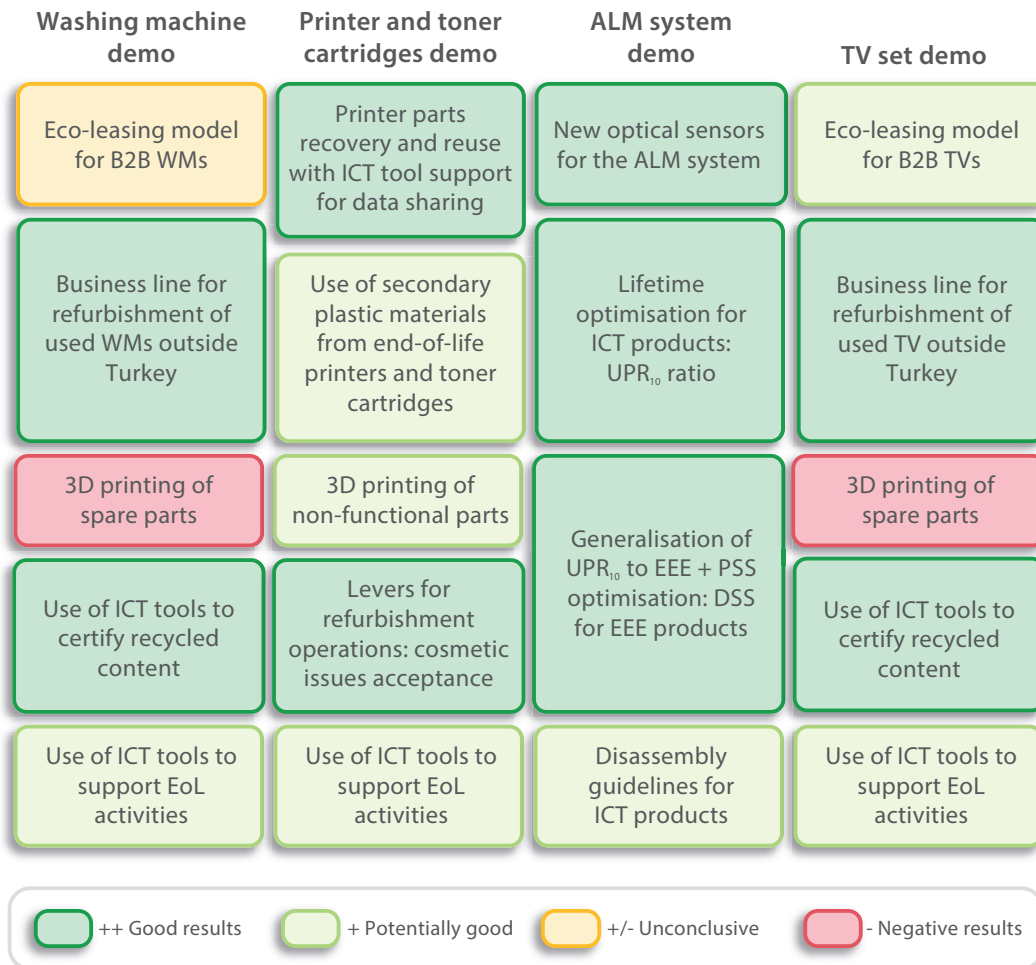 Washing machine
demo
Printer and toner
cartridges demo
ALM system
demo
TV set demo
Eco-leasing model
for B2B WMs
Business line for
refurbishment of
used WMs outside
Turkey
3D printing of
spare parts
Use of ICT tools to
certify recycled
content
Use of ICT tools to
support EoL
activities
Printer parts
recovery and reuse
with ICT tool support
for data sharing
Use of secondary
plastic materials
from end-of-life
printers and toner
cartridges
3D printing of
non-functional parts
Levers for
refurbishment
operations: cosmetic
issues acceptance
Use of ICT tools to
support EoL
activities
New optical sensors
for the ALM system
Lifetime
optimisation for
ICT products:
UPR₁₀ ratio
Generalisation of
UPR₁₀ to EEE + PSS
optimisation: DSS
for EEE products
Disassembly
guidelines for
ICT products
Eco-leasing model
for B2B TVs
Business line for
refurbishment of
used TV outside
Turkey
3D printing of
spare parts
Use of ICT tools to
certify recycled
content
Use of ICT tools to
support EoL
activities
++ Good results
+ Potentially good
+/- Unconclusive
- Negative results